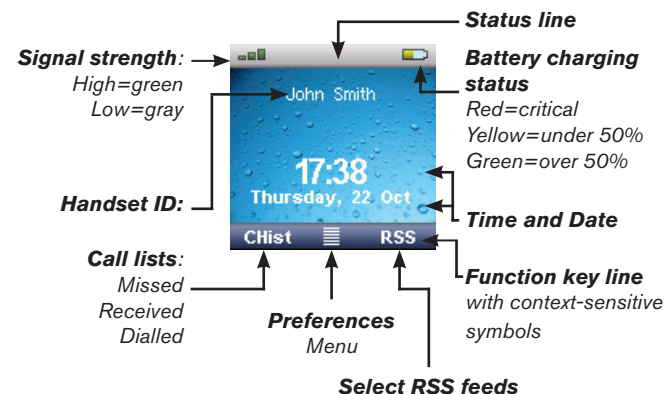 Status line
Signal strength:
High=green
Low=gray
Battery charging
status
Red=critical
Yellow=under 50%
Green=over 50%
John Smith
17:38
Thursday, 22 Oct
Handset ID:
Time and Date
CHist
RSS
Call lists:
Missed
Received
Dialled
Preferences
Menu
Function key line
with context-sensitive
symbols
Select RSS feeds